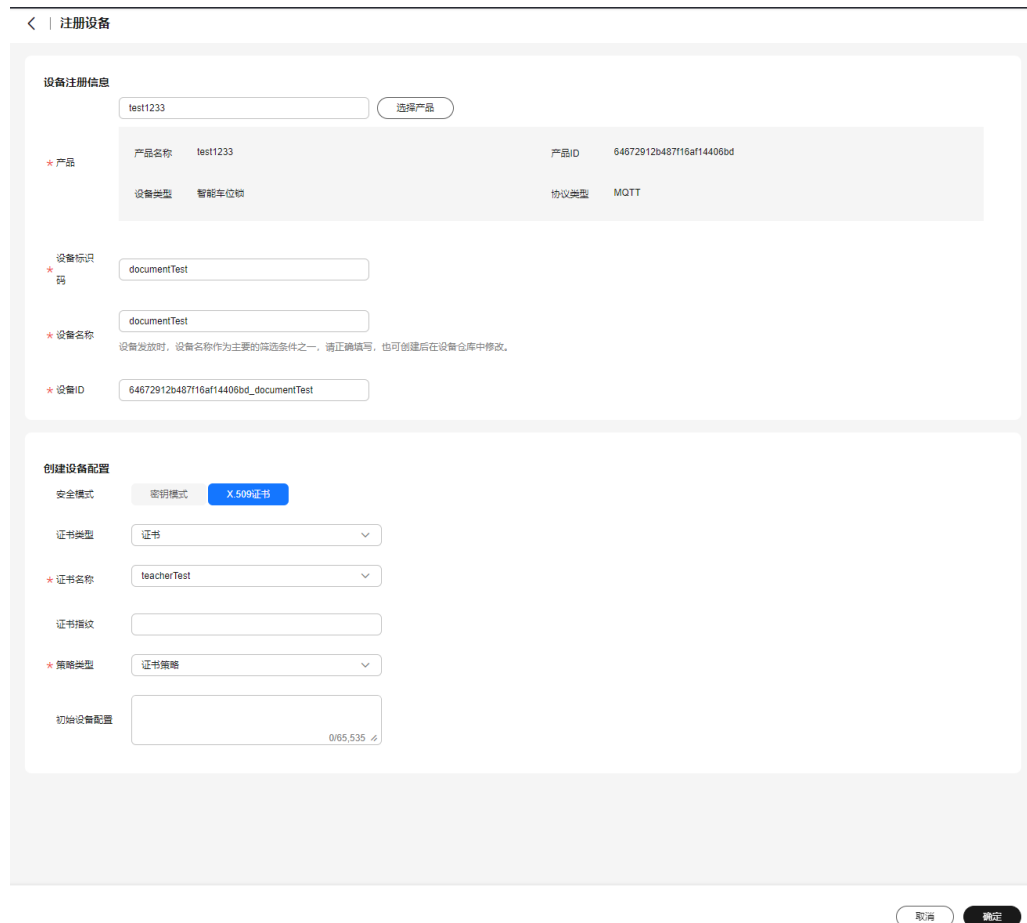 注册设备
设备注册信息
test1233 选择产品
产品
产品名称 test1233 产品ID 64672912b487f16af14406bd
设备类型 智能车位锁 协议类型 MQTT
设备标识
码
documentTest
设备名称 documentTest
设备发放时，设备名称作为主要的筛选条件之一，请正确填写，也可创建后在设备仓库中修改。
设备ID 64672912b487f16af14406bd_documentTest
创建设备配置
安全模式 密钥模式 X.509证书
证书类型 证书
证书名称 teacherTest
证书指纹
策略类型 证书策略
初始设备配置
0/65,535
取消 确定